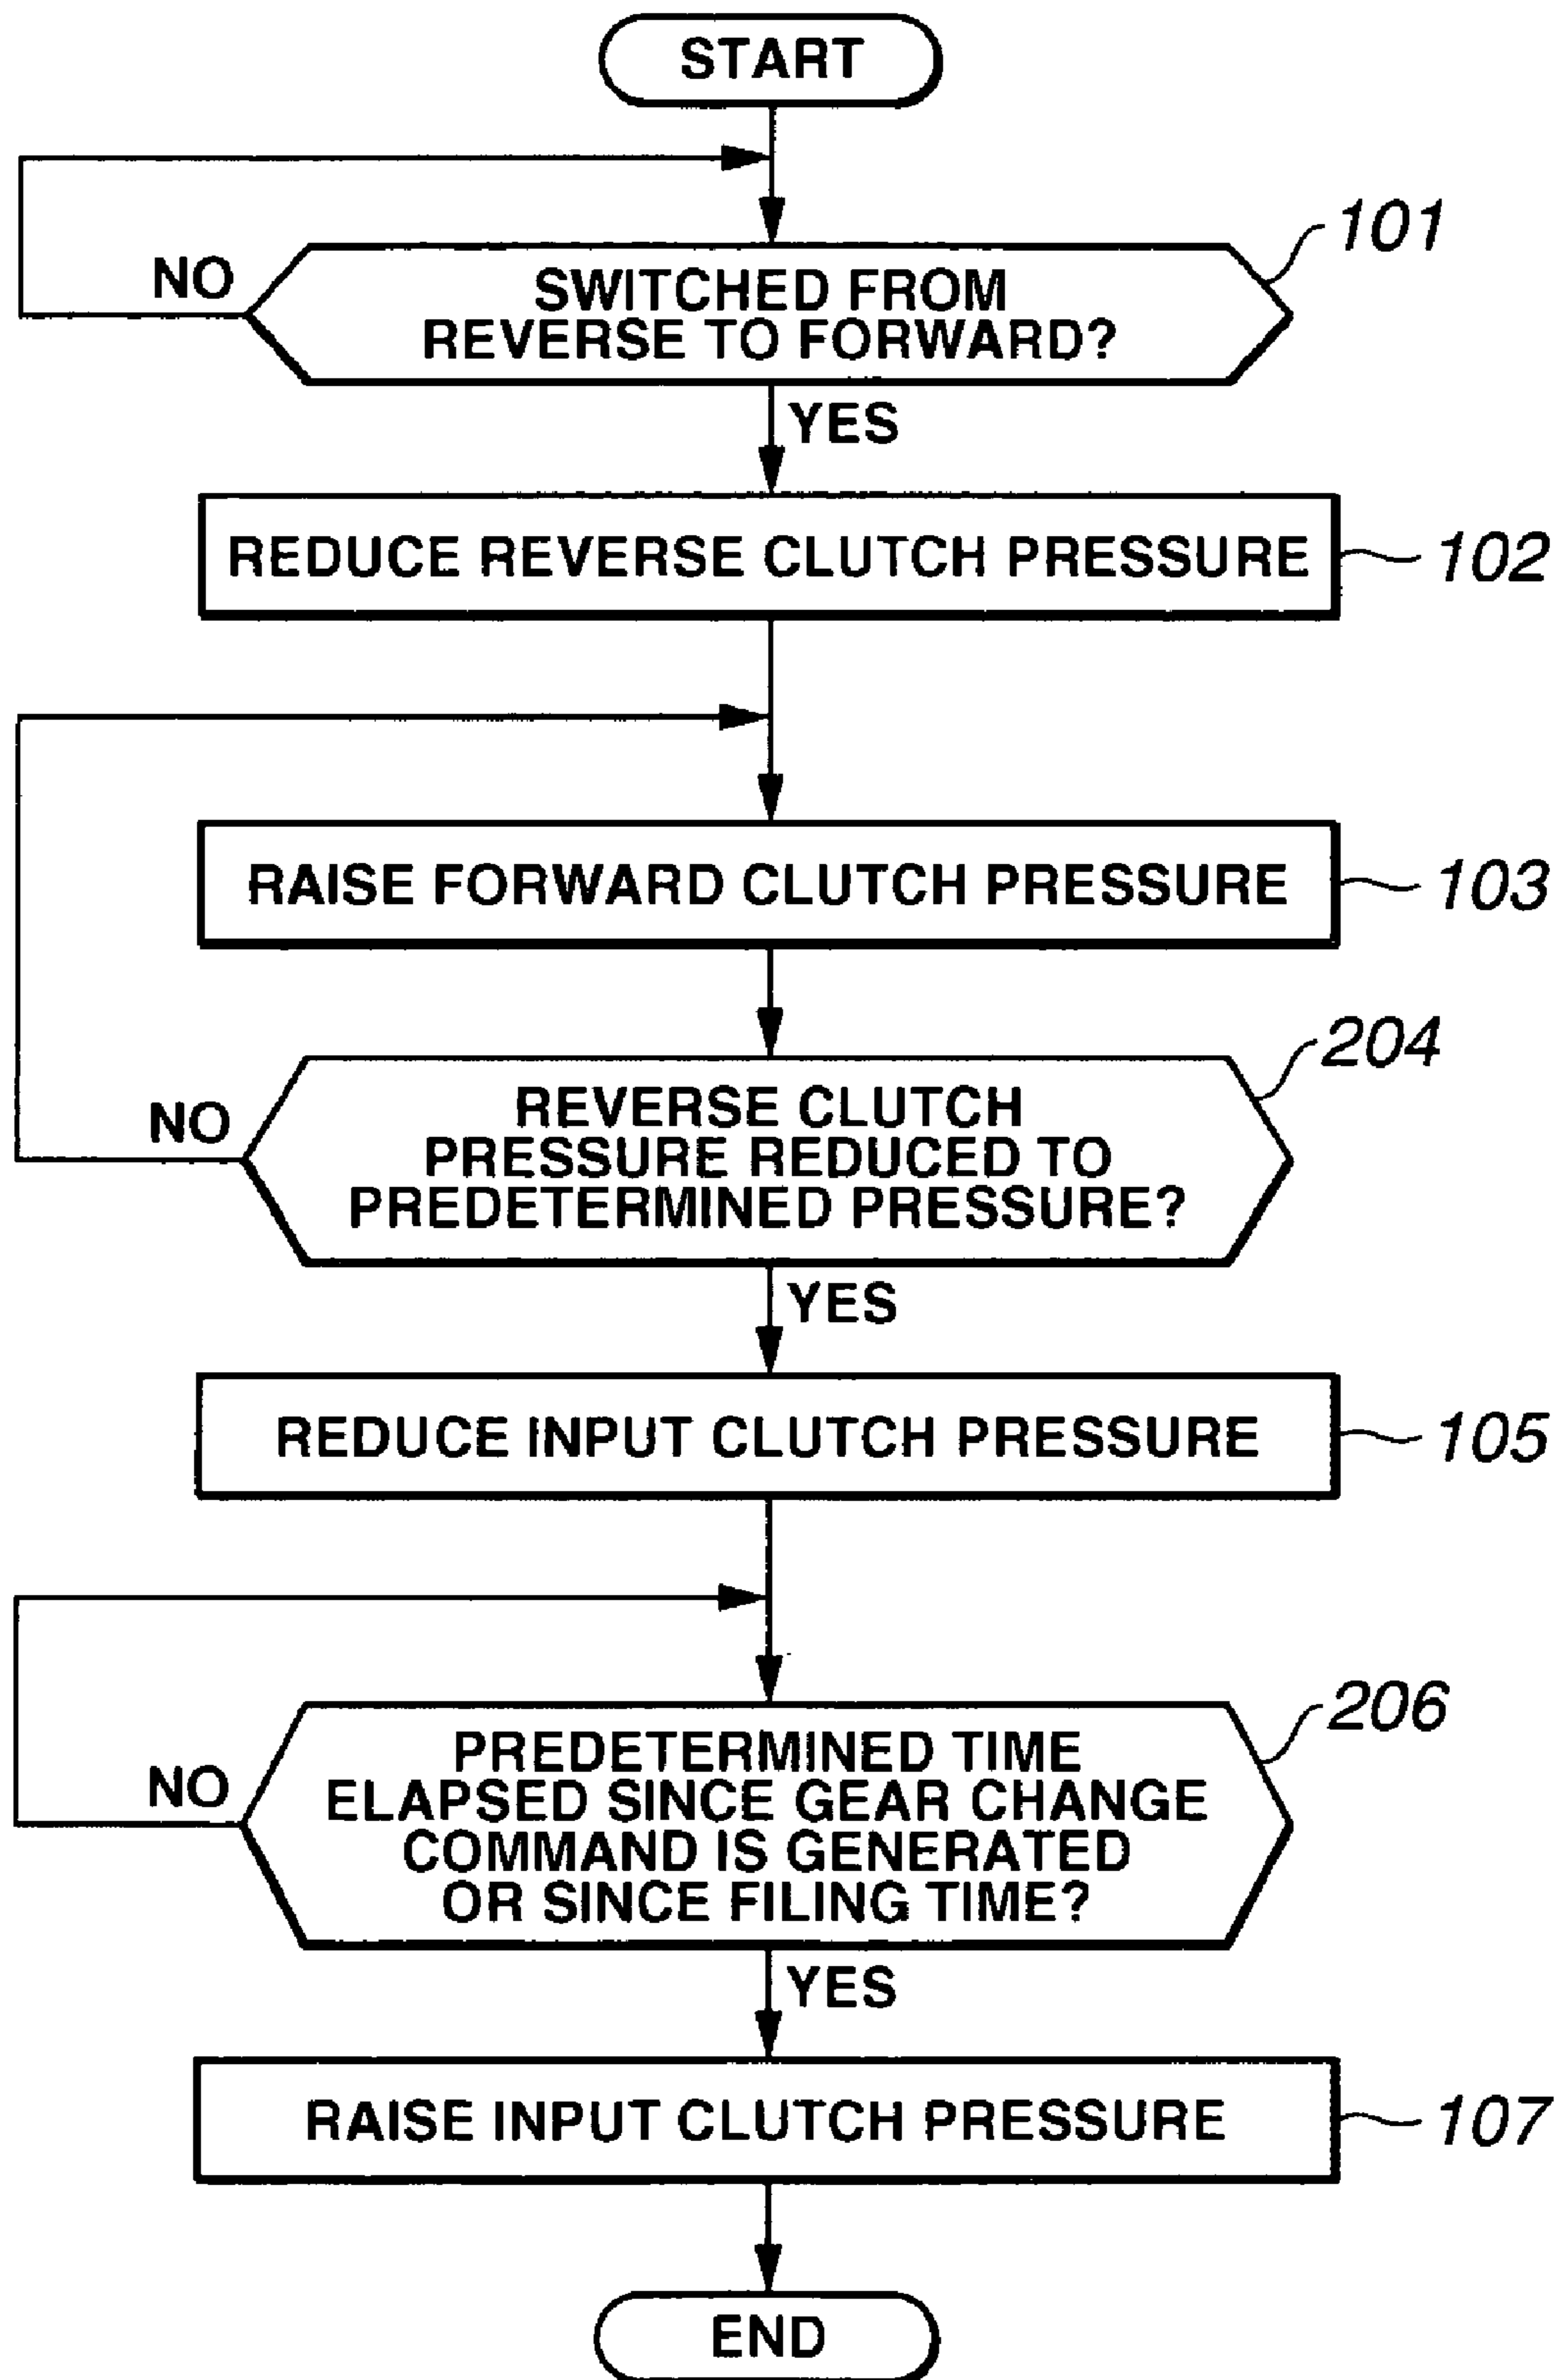 START
101
NO
SWITCHED FROM
REVERSE TO FORWARD?
YES
REDUCE REVERSE CLUTCH PRESSURE
102
RAISE FORWARD CLUTCH PRESSURE
103
204
NO
REVERSE CLUTCH
PRESSURE REDUCED TO
PREDETERMINED PRESSURE?
YES
REDUCE INPUT CLUTCH PRESSURE
105
206
NO
PREDETERMINED TIME
ELAPSED SINCE GEAR CHANGE
COMMAND IS GENERATED
OR SINCE FILING TIME?
YES
RAISE INPUT CLUTCH PRESSURE
107
END